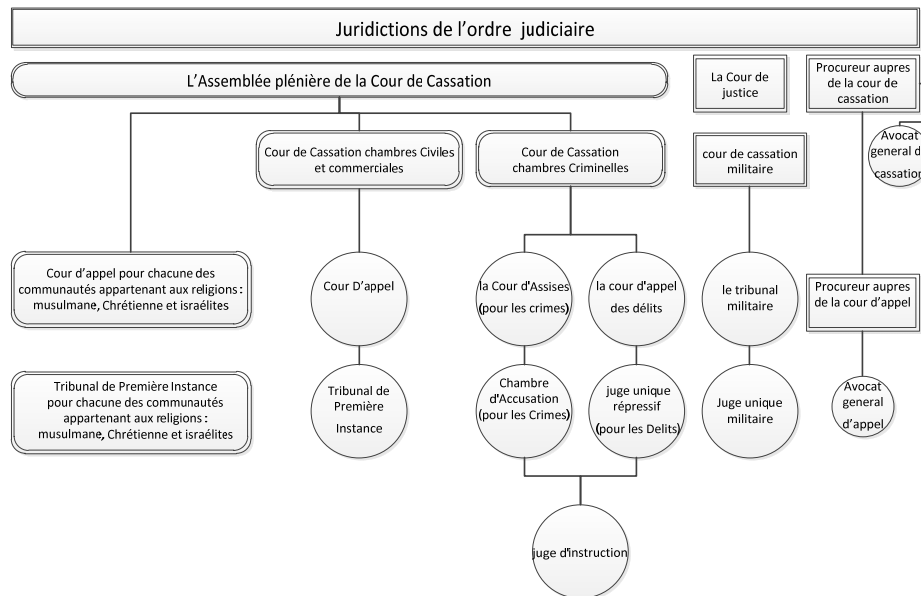 Juridictions de l'ordre judiciaire
L'Assemblée plénière de la Cour de Cassation
La Cour de
justice
Procureur aupres
de la cour de
cassation
Avocat
general d
cassation
Cour de Cassation chambres Civiles
et commerciales
Cour de Cassation
chambres Criminelles
cour de cassation
militaire
Cour d'appel pour chacune des
communautés appartenant aux religions :
musulmane, Chrétienne et israélites
Cour D'appel
la Cour d'Assises
(pour les crimes)
la cour d'appel
des délits
le tribunal
militaire
Procureur aupres
de la cour d'appel
Tribunal de Première Instance
pour chacune des communautés
appartenant aux religions :
musulmane, Chrétienne et israélites
Tribunal de
Première
Instance
Chambre
d'Accusation
(pour les Crimes)
juge unique
répressif
(pour les Delits)
Juge unique
militaire
Avocat
general
d'appel
juge d'instruction